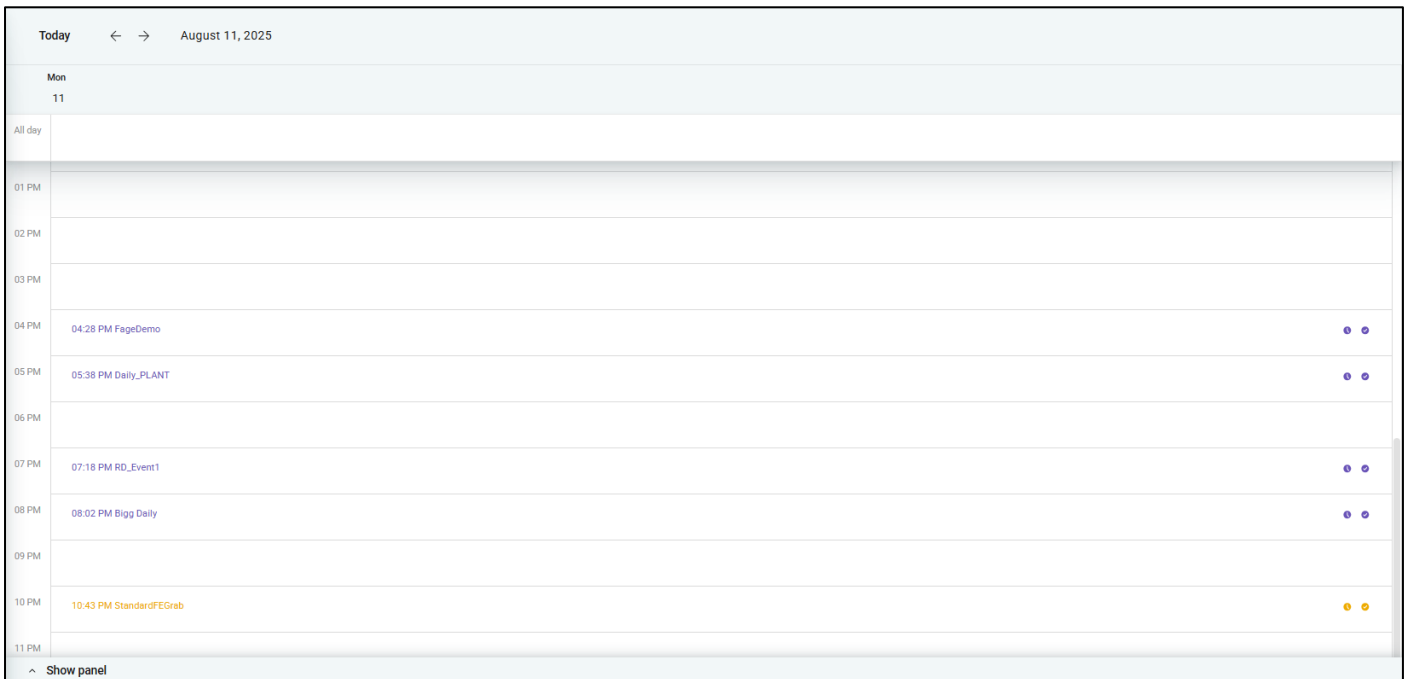 Today August 11, 2025
Mon
11
All day
01 PM
02 PM
03 PM
04 PM 04:28 PM FageDemo
05 PM 05:38 PM Daily_PLANT
06 PM
07 PM 07:18 PM RD_Event1
08 PM 08:02 PM Bigg Daily
09 PM
10 PM 10:43 PM StandardFEGrab
11 PM
Show panel